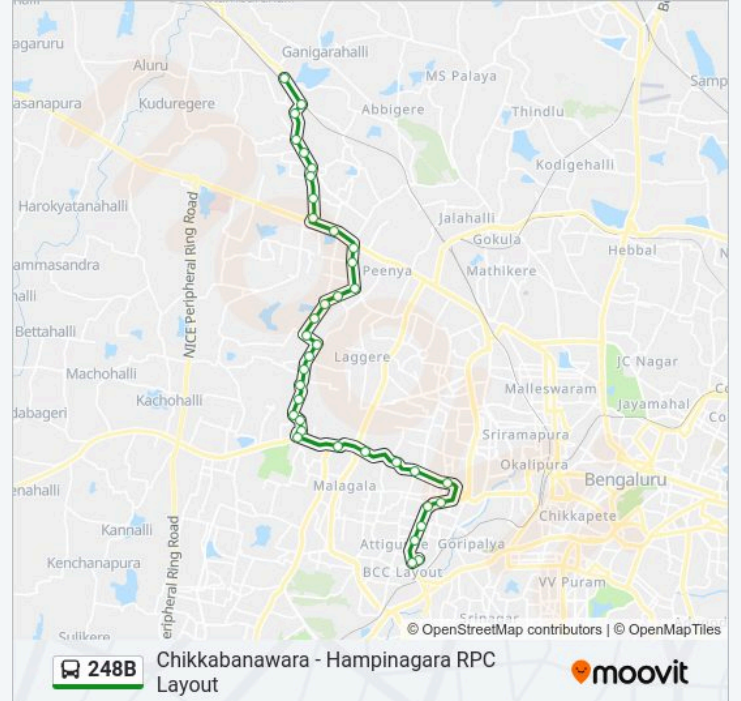 Ganigarahalli
agaruru
Aluru
MS Palaya
Samp
asanapura
Kuduregere
Abbigere
Thindlu
Kodigehalli
Harokyatanahalli
Jalahalli
Gokula
Hebbal
ammasandra
Peenya
Mathikere
halli
NICE Peripheral Ring Road
Bettahalli
Laggere
JC Nagar
Machohalli
Malleswaram
Kachohalli
Jayamahal
dabageri
Sriramapura
Okalipura
Bengaluru
enahalli
Malagala
Chikkapete
Kannalli
Attiguppe
Goripalya
Kenchanapura
BCC Layout
VV Puram
eripheral Ring Road
Srinagar
Sulikere
© OpenStreetMap contributors | © OpenMapTiles
248B
Chikkabanawara - Hampinagara RPC
Layout
moovit